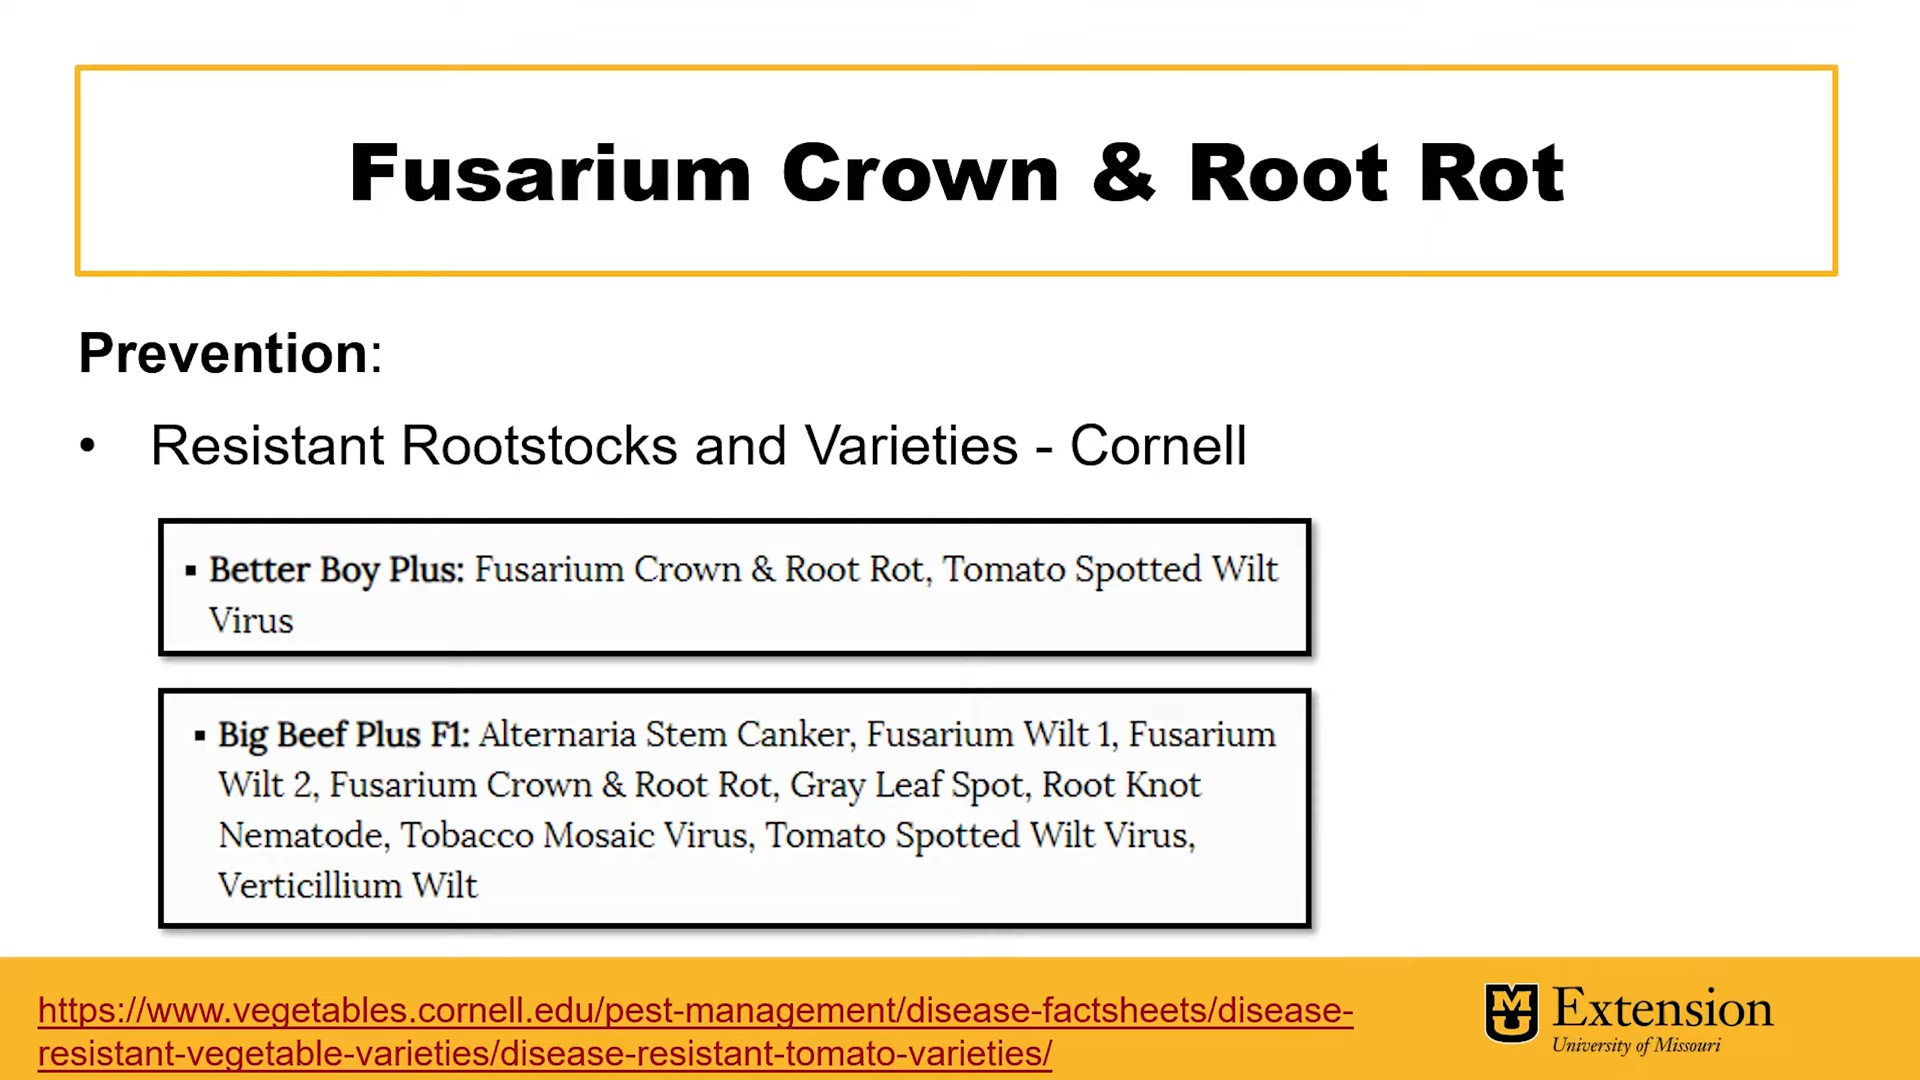 Fusarium Crown & Root Rot
Prevention:
• Resistant Rootstocks and Varieties - Cornell
▪ Better Boy Plus: Fusarium Crown & Root Rot, Tomato Spotted Wilt
Virus
▪ Big Beef Plus F1: Alternaria Stem Canker, Fusarium Wilt 1, Fusarium
Wilt 2, Fusarium Crown & Root Rot, Gray Leaf Spot, Root Knot
Nematode, Tobacco Mosaic Virus, Tomato Spotted Wilt Virus,
Verticillium Wilt
https://www.vegetables.cornell.edu/pest-management/disease-factsheets/disease-
resistant-vegetable-varieties/disease-resistant-tomato-varieties/
MU Extension
University of Missouri